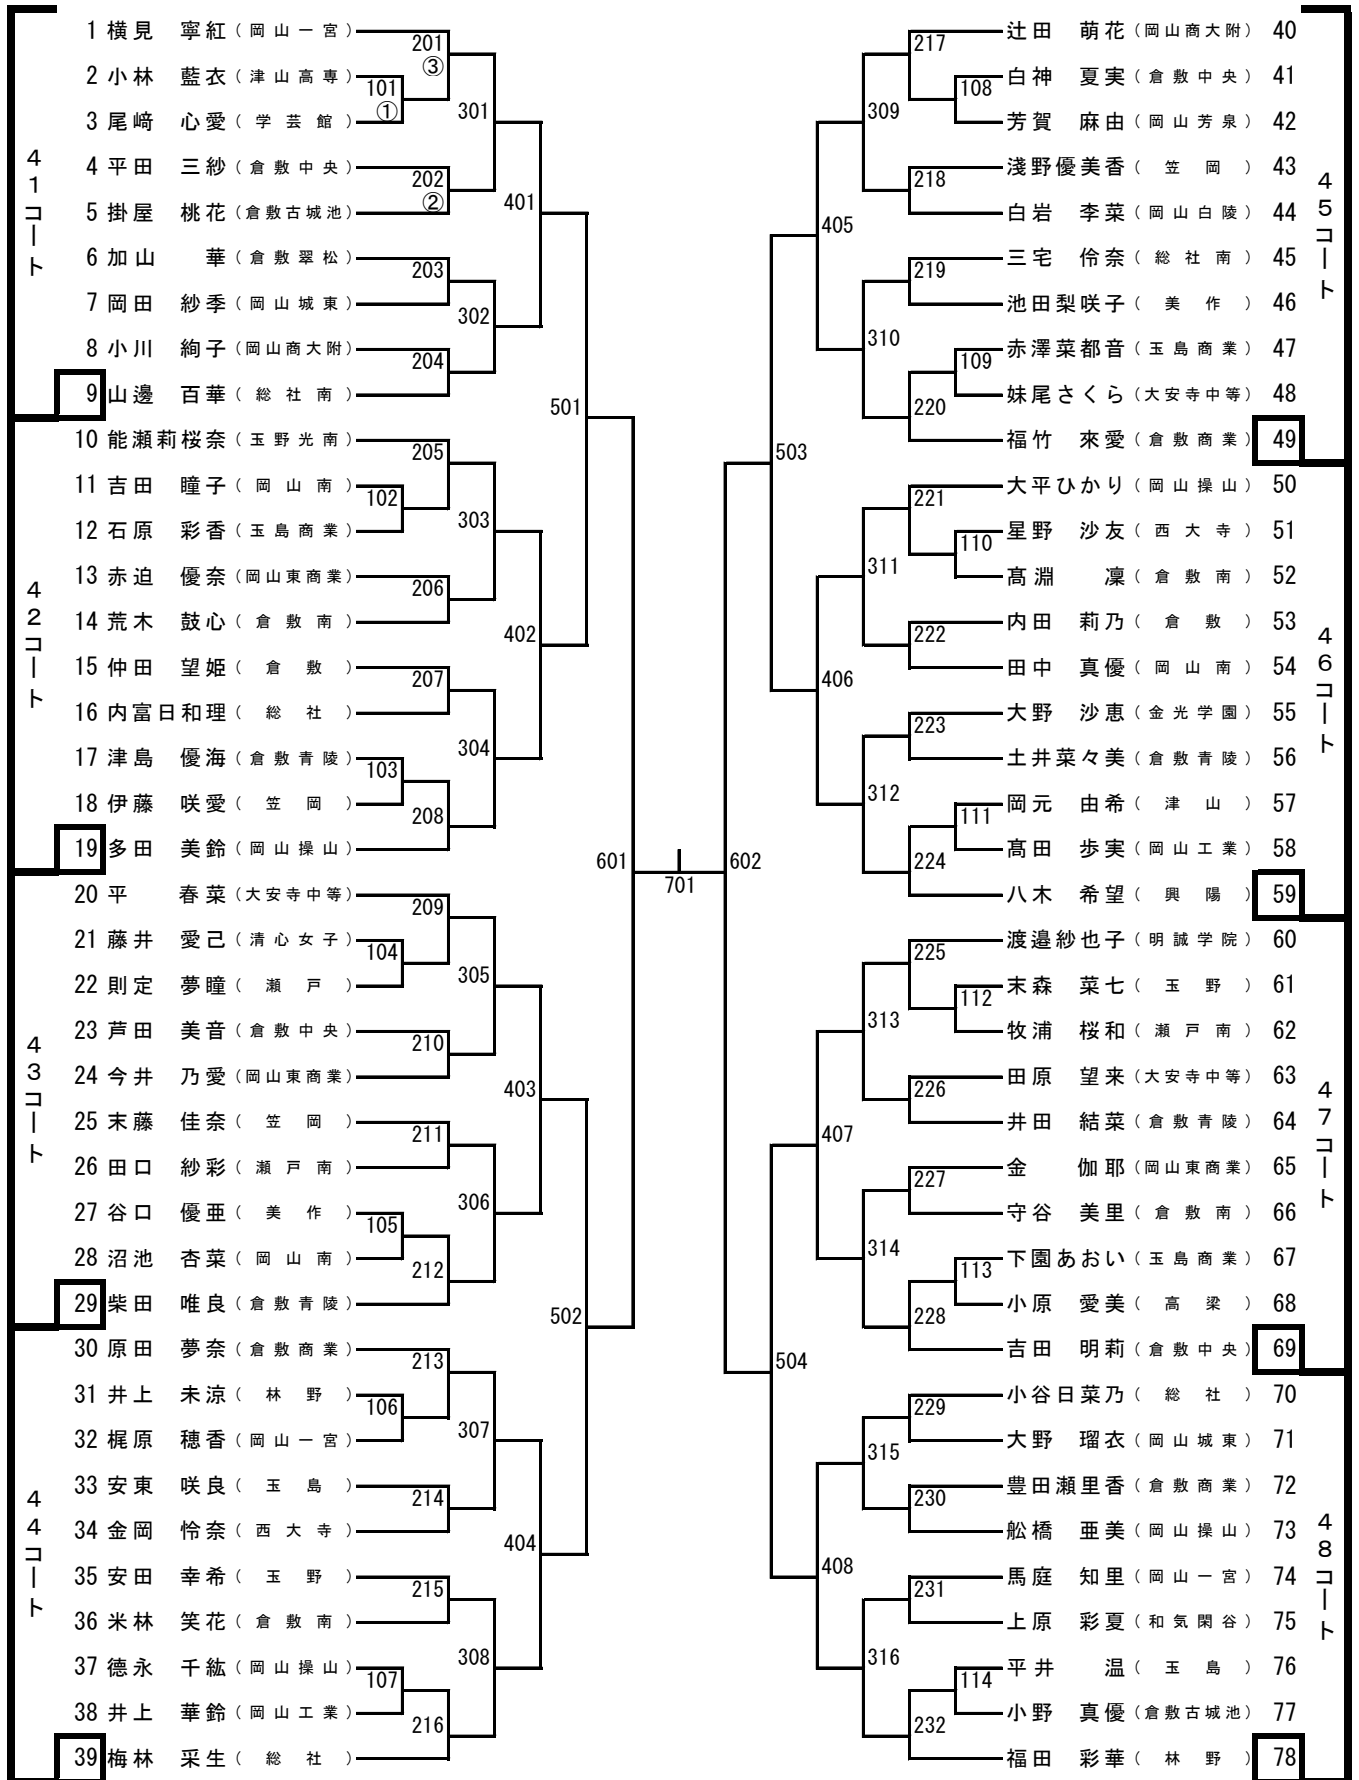 41コート
1 横見 寧紅(岡山一宮)
2 小林 藍衣(津山高専)
3 尾﨑 心愛(学芸館)
4 平田 三紗(倉敷中央)
5 掛屋 桃花(倉敷古城池)
6 加山 華(倉敷翠松)
7 岡田 紗季(岡山城東)
8 小川 絢子(岡山商大附)
9 山邊 百華(総社南)
42コート
10 能瀬莉桜奈(玉野光南)
11 吉田 瞳子(岡山南)
12 石原 彩香(玉島商業)
13 赤迫 優奈(岡山東商業)
14 荒木 鼓心(倉敷南)
15 仲田 望姫(倉敷)
16 内富日和理(総社)
17 津島 優海(倉敷青陵)
18 伊藤 咲愛(笠岡)
19 多田 美鈴(岡山操山)
43コート
20 平 春菜(大安寺中等)
21 藤井 愛己(清心女子)
22 則定 夢瞳(瀬戸)
23 芦田 美音(倉敷中央)
24 今井 乃愛(岡山東商業)
25 末藤 佳奈(笠岡)
26 田口 紗彩(瀬戸南)
27 谷口 優亜(美作)
28 沼池 杏菜(岡山南)
29 柴田 唯良(倉敷青陵)
44コート
30 原田 夢奈(倉敷商業)
31 井上 未涼(林野)
32 梶原 穂香(岡山一宮)
33 安東 咲良(玉島)
34 金岡 怜奈(西大寺)
35 安田 幸希(玉野)
36 米林 笑花(倉敷南)
37 德永 千紘(岡山操山)
38 井上 華鈴(岡山工業)
39 梅林 采生(総社)
101
①
102
103
104
105
106
107
201
③
202
②
203
204
205
206
207
208
209
210
211
212
213
214
215
216
301
302
303
304
305
306
307
308
401
402
403
404
501
502
601
701
602
503
504
405
406
407
408
309
310
311
312
313
314
315
316
217
218
219
220
221
222
223
224
225
226
227
228
229
230
231
232
108
109
110
111
112
113
114
辻田 萌花(岡山商大附) 40
白神 夏実(倉敷中央) 41
芳賀 麻由(岡山芳泉) 42
淺野優美香(笠岡) 43
白岩 李菜(岡山白陵) 44
三宅 伶奈(総社南) 45
池田梨咲子(美作) 46
赤澤菜都音(玉島商業) 47
妹尾さくら(大安寺中等) 48
福竹 來愛(倉敷商業) 49
45コート
大平ひかり(岡山操山) 50
星野 沙友(西大寺) 51
髙淵 凜(倉敷南) 52
内田 莉乃(倉敷) 53
田中 真優(岡山南) 54
大野 沙恵(金光学園) 55
土井菜々美(倉敷青陵) 56
岡元 由希(津山) 57
髙田 歩実(岡山工業) 58
八木 希望(興陽) 59
46コート
渡邉紗也子(明誠学院) 60
末森 菜七(玉野) 61
牧浦 桜和(瀬戸南) 62
田原 望来(大安寺中等) 63
井田 結菜(倉敷青陵) 64
金 伽耶(岡山東商業) 65
守谷 美里(倉敷南) 66
下園あおい(玉島商業) 67
小原 愛美(高梁) 68
吉田 明莉(倉敷中央) 69
47コート
小谷日菜乃(総社) 70
大野 瑠衣(岡山城東) 71
豊田瀬里香(倉敷商業) 72
舩橋 亜美(岡山操山) 73
馬庭 知里(岡山一宮) 74
上原 彩夏(和気閑谷) 75
平井 温(玉島) 76
小野 真優(倉敷古城池) 77
福田 彩華(林野) 78
48コート